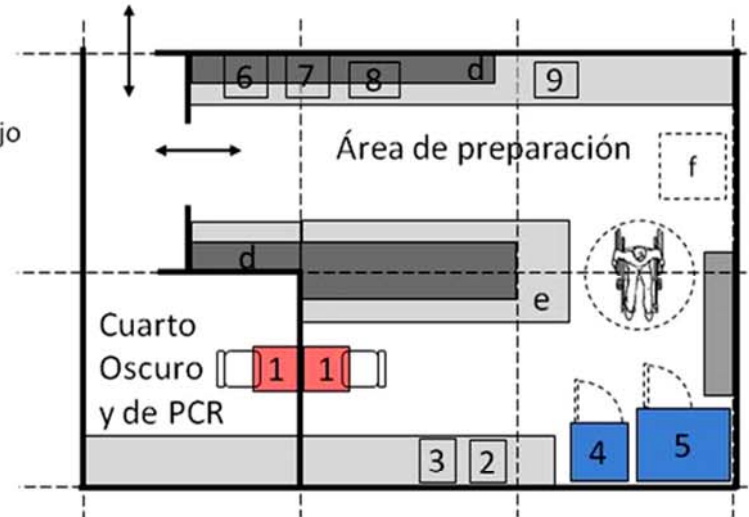 6 7 8 d 9
jo
Área de preparación
f
d
e
Cuarto
Oscuro
y de PCR
1 1
3 2 4 5